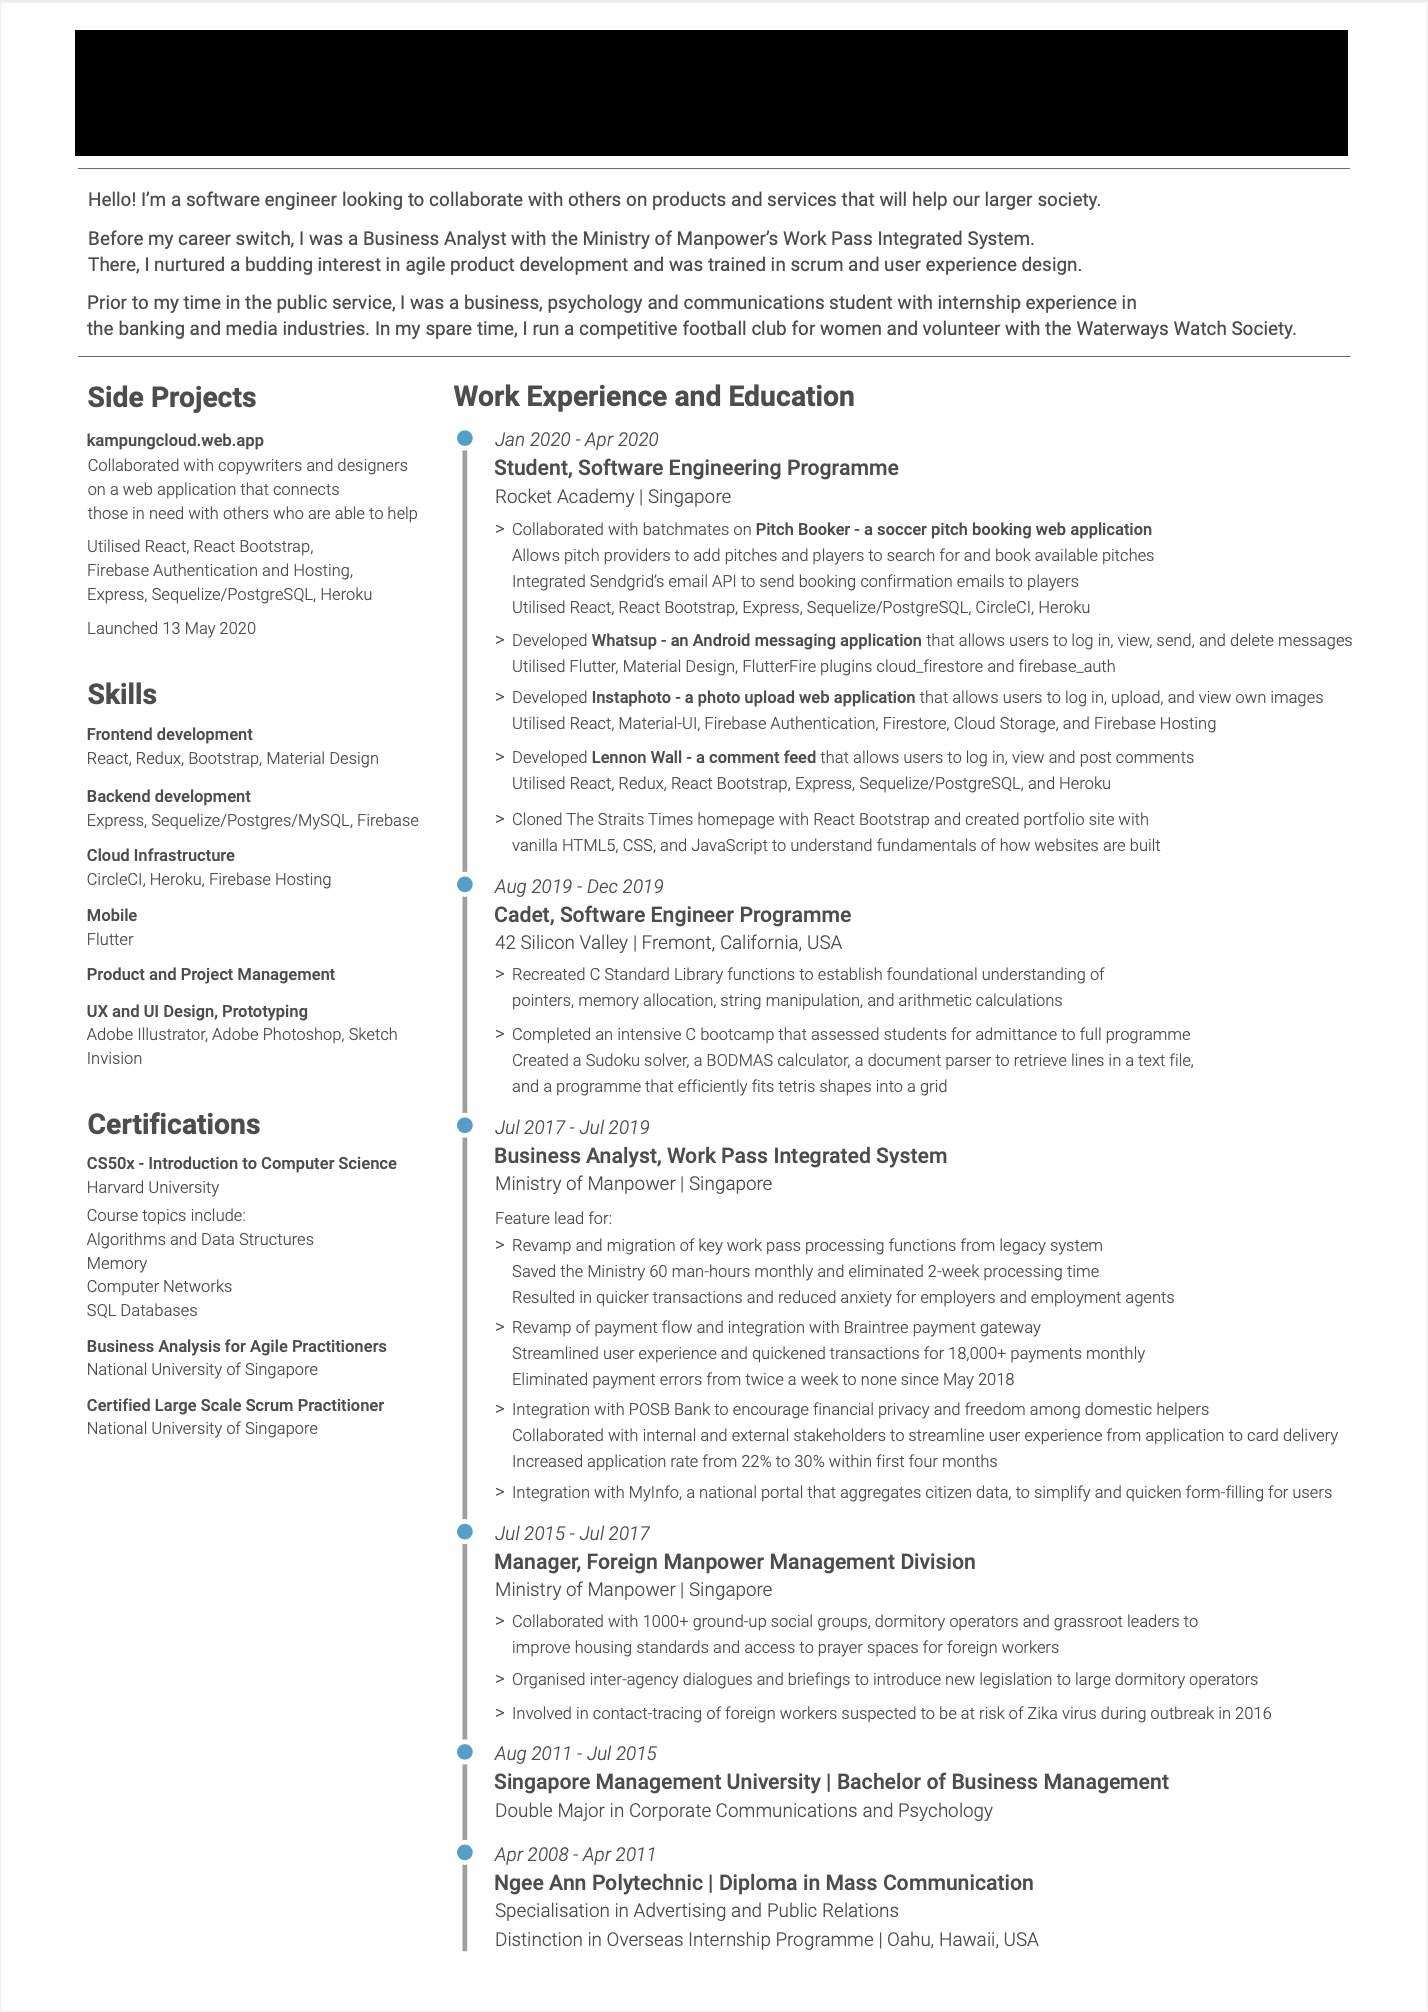 Hello! I'm a software engineer looking to collaborate with others on products and services that will help our larger society.
Before my career switch, I was a Business Analyst with the Ministry of Manpower's Work Pass Integrated System.
There, I nurtured a budding interest in agile product development and was trained in scrum and user experience design.
Prior to my time in the public service, I was a business, psychology and communications student with internship experience in
the banking and media industries. In my spare time, I run a competitive football club for women and volunteer with the Waterways Watch Society.
Side Projects
kampungcloud.web.app
Collaborated with copywriters and designers
on a web application that connects
those in need with others who are able to help
Utilised React, React Bootstrap,
Firebase Authentication and Hosting,
Express, Sequelize/PostgreSQL, Heroku
Launched 13 May 2020
Skills
Frontend development
React, Redux, Bootstrap, Material Design
Backend development
Express, Sequelize/Postgres/MySQL, Firebase
Cloud Infrastructure
CircleCI, Heroku, Firebase Hosting
Mobile
Flutter
Product and Project Management
UX and UI Design, Prototyping
Adobe Illustrator, Adobe Photoshop, Sketch
Invision
Certifications
CS50x - Introduction to Computer Science
Harvard University
Course topics include:
Algorithms and Data Structures
Memory
Computer Networks
SQL Databases
Business Analysis for Agile Practitioners
National University of Singapore
Certified Large Scale Scrum Practitioner
National University of Singapore
Work Experience and Education
Jan 2020 - Apr 2020
Student, Software Engineering Programme
Rocket Academy | Singapore
> Collaborated with batchmates on Pitch Booker - a soccer pitch booking web application
Allows pitch providers to add pitches and players to search for and book available pitches
Integrated Sendgrid's email API to send booking confirmation emails to players
Utilised React, React Bootstrap, Express, Sequelize/PostgreSQL, CircleCI, Heroku
> Developed Whatsup - an Android messaging application that allows users to log in, view, send, and delete messages
Utilised Flutter, Material Design, FlutterFire plugins cloud_firestore and firebase_auth
> Developed Instaphoto - a photo upload web application that allows users to log in, upload, and view own images
Utilised React, Material-UI, Firebase Authentication, Firestore, Cloud Storage, and Firebase Hosting
> Developed Lennon Wall - a comment feed that allows users to log in, view and post comments
Utilised React, Redux, React Bootstrap, Express, Sequelize/PostgreSQL, and Heroku
> Cloned The Straits Times homepage with React Bootstrap and created portfolio site with
vanilla HTML5, CSS, and JavaScript to understand fundamentals of how websites are built
Aug 2019 - Dec 2019
Cadet, Software Engineer Programme
42 Silicon Valley | Fremont, California, USA
> Recreated C Standard Library functions to establish foundational understanding of
pointers, memory allocation, string manipulation, and arithmetic calculations
> Completed an intensive C bootcamp that assessed students for admittance to full programme
Created a Sudoku solver, a BODMAS calculator, a document parser to retrieve lines in a text file,
and a programme that efficiently fits tetris shapes into a grid
Jul 2017 - Jul 2019
Business Analyst, Work Pass Integrated System
Ministry of Manpower | Singapore
Feature lead for:
> Revamp and migration of key work pass processing functions from legacy system
Saved the Ministry 60 man-hours monthly and eliminated 2-week processing time
Resulted in quicker transactions and reduced anxiety for employers and employment agents
> Revamp of payment flow and integration with Braintree payment gateway
Streamlined user experience and quickened transactions for 18,000+ payments monthly
Eliminated payment errors from twice a week to none since May 2018
> Integration with POSB Bank to encourage financial privacy and freedom among domestic helpers
Collaborated with internal and external stakeholders to streamline user experience from application to card delivery
Increased application rate from 22% to 30% within first four months
> Integration with MyInfo, a national portal that aggregates citizen data, to simplify and quicken form-filling for users
Jul 2015 - Jul 2017
Manager, Foreign Manpower Management Division
Ministry of Manpower | Singapore
> Collaborated with 1000+ ground-up social groups, dormitory operators and grassroot leaders to
improve housing standards and access to prayer spaces for foreign workers
> Organised inter-agency dialogues and briefings to introduce new legislation to large dormitory operators
> Involved in contact-tracing of foreign workers suspected to be at risk of Zika virus during outbreak in 2016
Aug 2011 - Jul 2015
Singapore Management University | Bachelor of Business Management
Double Major in Corporate Communications and Psychology
Apr 2008 - Apr 2011
Ngee Ann Polytechnic | Diploma in Mass Communication
Specialisation in Advertising and Public Relations
Distinction in Overseas Internship Programme | Oahu, Hawaii, USA